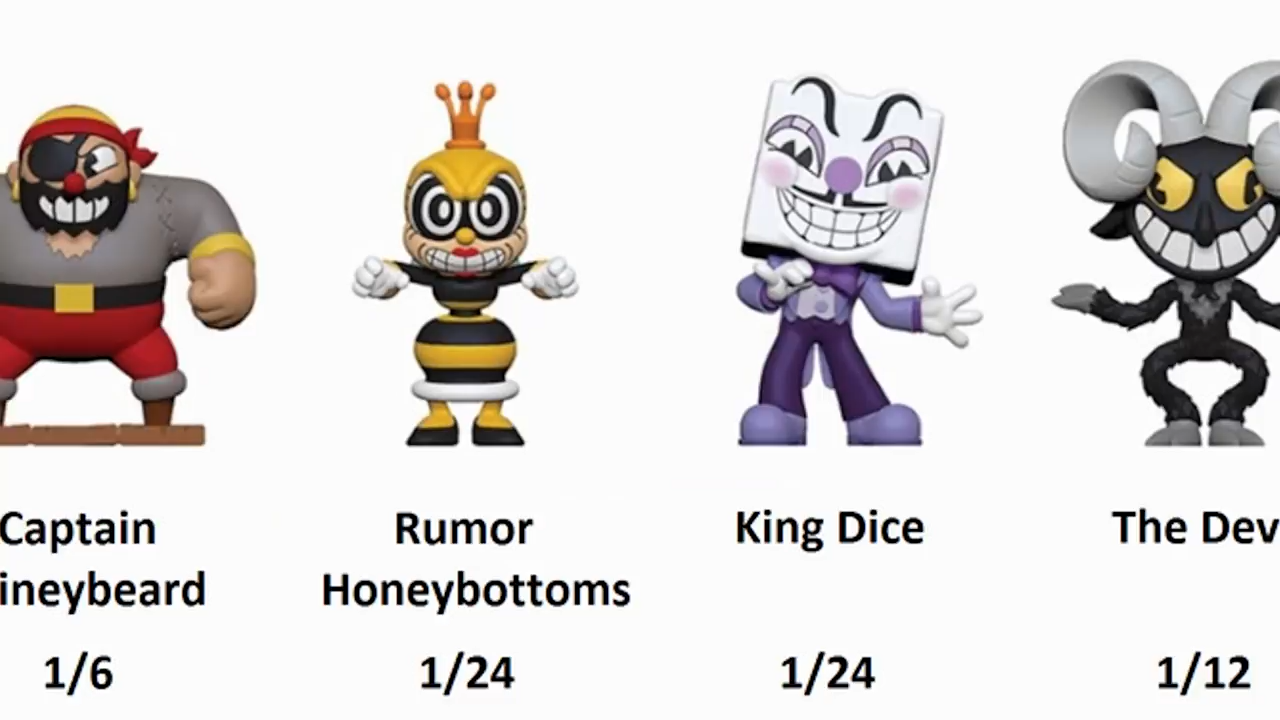 Captain
ineybeard
1/6
Rumor
Honeybottoms
1/24
King Dice
1/24
The Dev
1/12